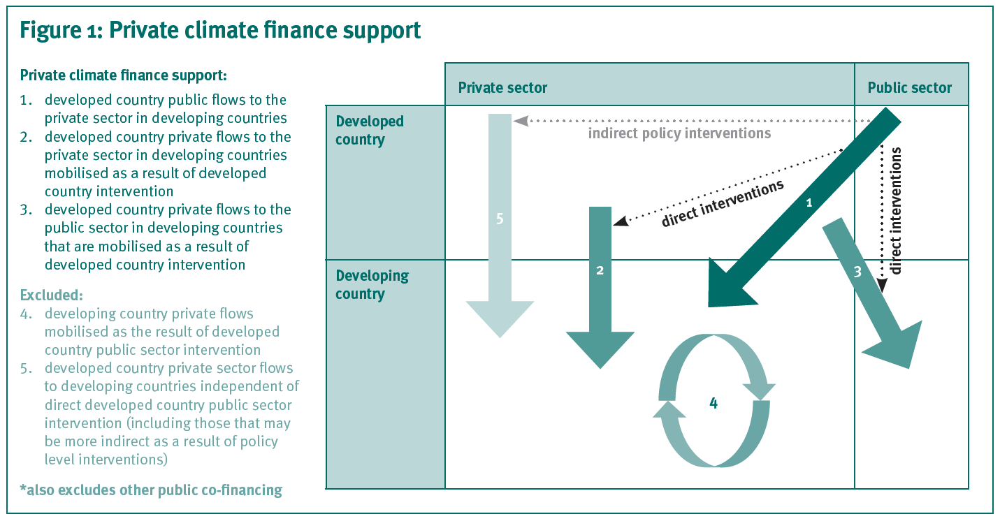 Figure 1: Private climate finance support
Private climate finance support:
1. developed country public flows to the
private sector in developing countries
2. developed country private flows to the
private sector in developing countries
mobilised as a result of developed
country intervention
3. developed country private flows to the
public sector in developing countries
that are mobilised as a result of
developed country intervention
Excluded:
4. developing country private flows
mobilised as the result of developed
country public sector intervention
5. developed country private sector flows
to developing countries independent of
direct developed country public sector
intervention (including those that may
be more indirect as a result of policy
level interventions)
*also excludes other public co-financing
Private sector
Public sector
Developed
country
indirect policy interventions
direct interventions
direct interventions
1
5
2
3
Developing
country
4